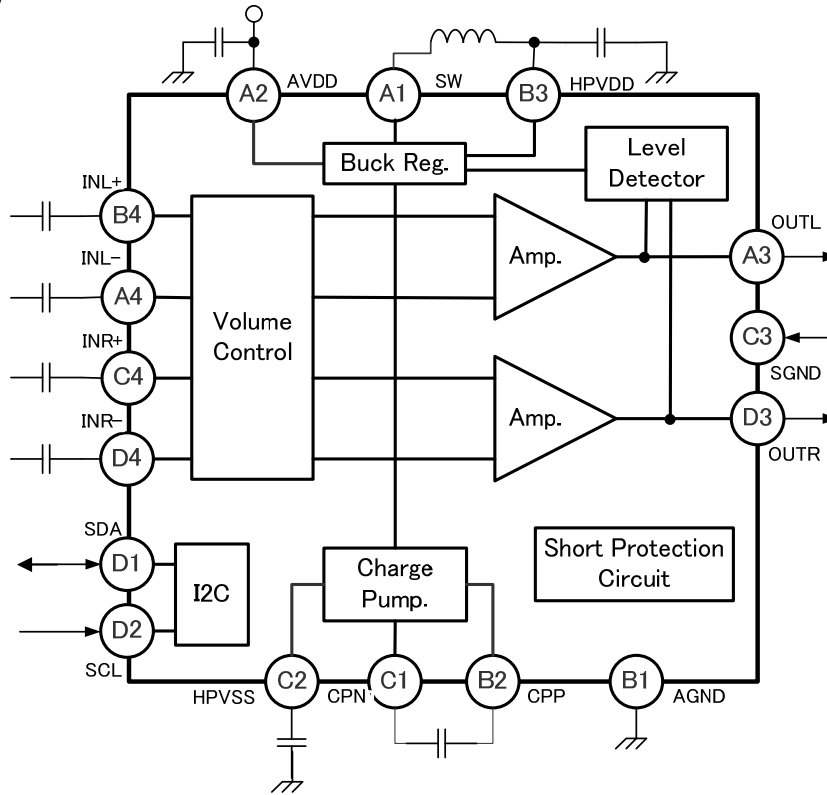 A2
AVDD
A1
SW
B3
HPVDD
Buck Reg.
Level
Detector
INL+
B4
INL-
A4
INR+
C4
INR-
D4
Volume
Control
Amp.
Amp.
OUTL
A3
C3
SGND
D3
OUTR
SDA
D1
D2
SCL
I2C
Charge
Pump.
Short Protection
Circuit
HPVSS
C2
CPN
C1
B2
CPP
B1
AGND